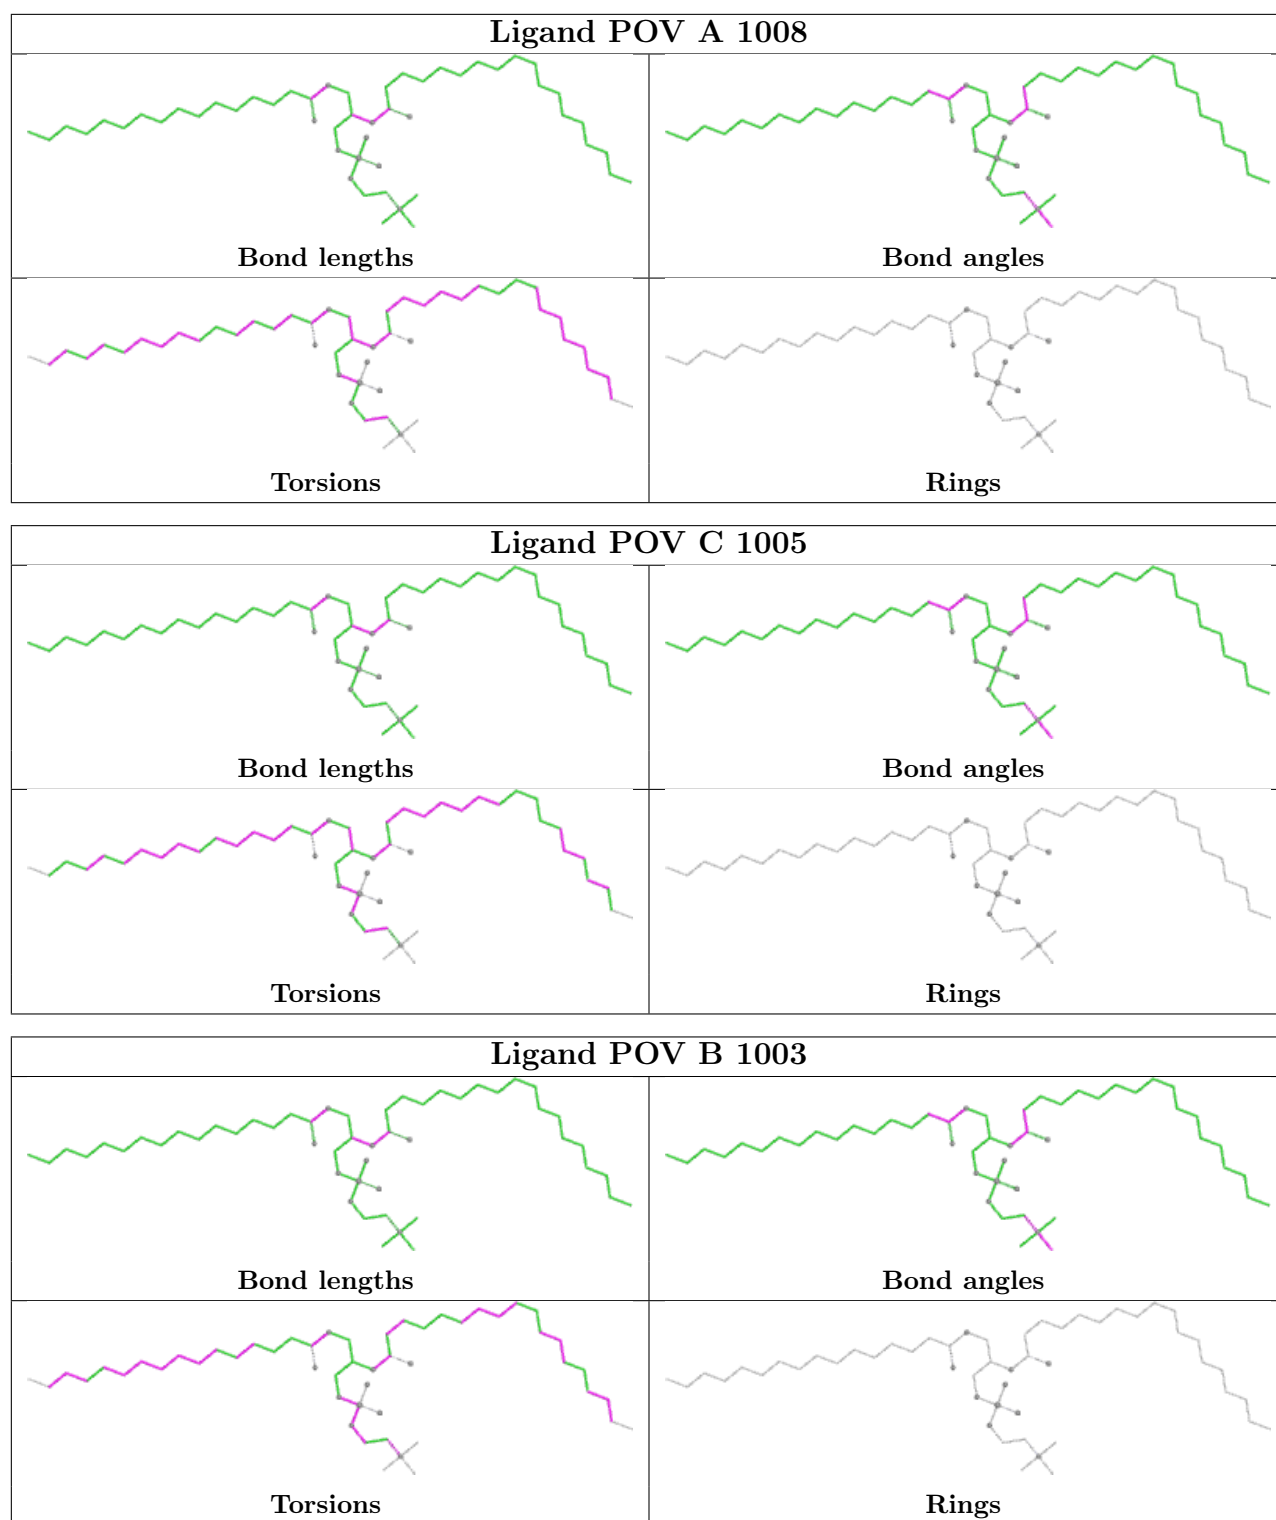 Ligand POV A 1008
Bond lengths
Bond angles
Torsions
Rings
Ligand POV C 1005
Bond lengths
Bond angles
Torsions
Rings
Ligand POV B 1003
Bond lengths
Bond angles
Torsions
Rings